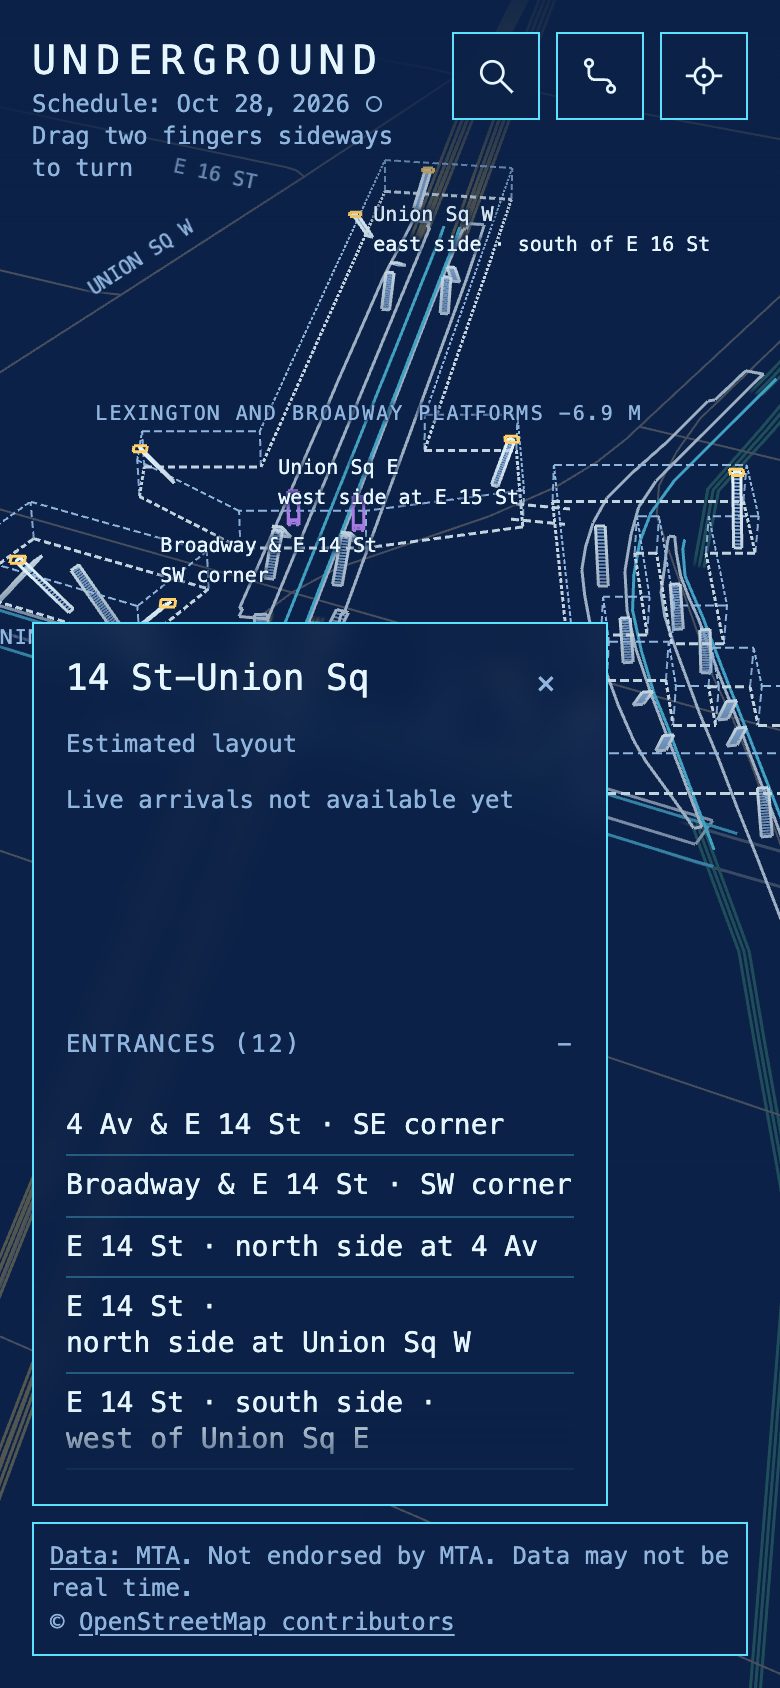 UNDERGROUND
Schedule: Oct 28, 2026
Drag two fingers sideways
to turn
E 16 ST
UNION SQ W
Union Sq W
east side · south of E 16 St
LEXINGTON AND BROADWAY PLATFORMS −6.9 M
Union Sq E
west side at E 15 St
Broadway & E 14 St
SW corner
14 St–Union Sq
×
Estimated layout
Live arrivals not available yet
ENTRANCES (12) −
4 Av & E 14 St · SE corner
Broadway & E 14 St · SW corner
E 14 St · north side at 4 Av
E 14 St ·
north side at Union Sq W
E 14 St · south side ·
west of Union Sq E
Data: MTA. Not endorsed by MTA. Data may not be
real time.
© OpenStreetMap contributors